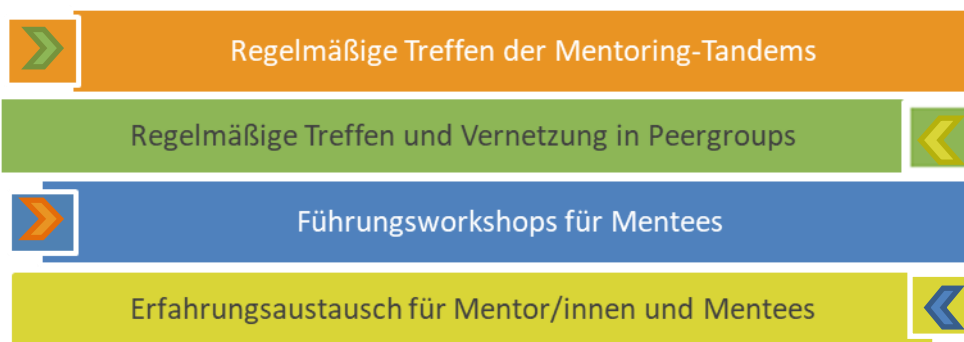 Regelmäßige Treffen der Mentoring-Tandems
Regelmäßige Treffen und Vernetzung in Peergroups
Führungsworkshops für Mentees
Erfahrungsaustausch für Mentor/innen und Mentees